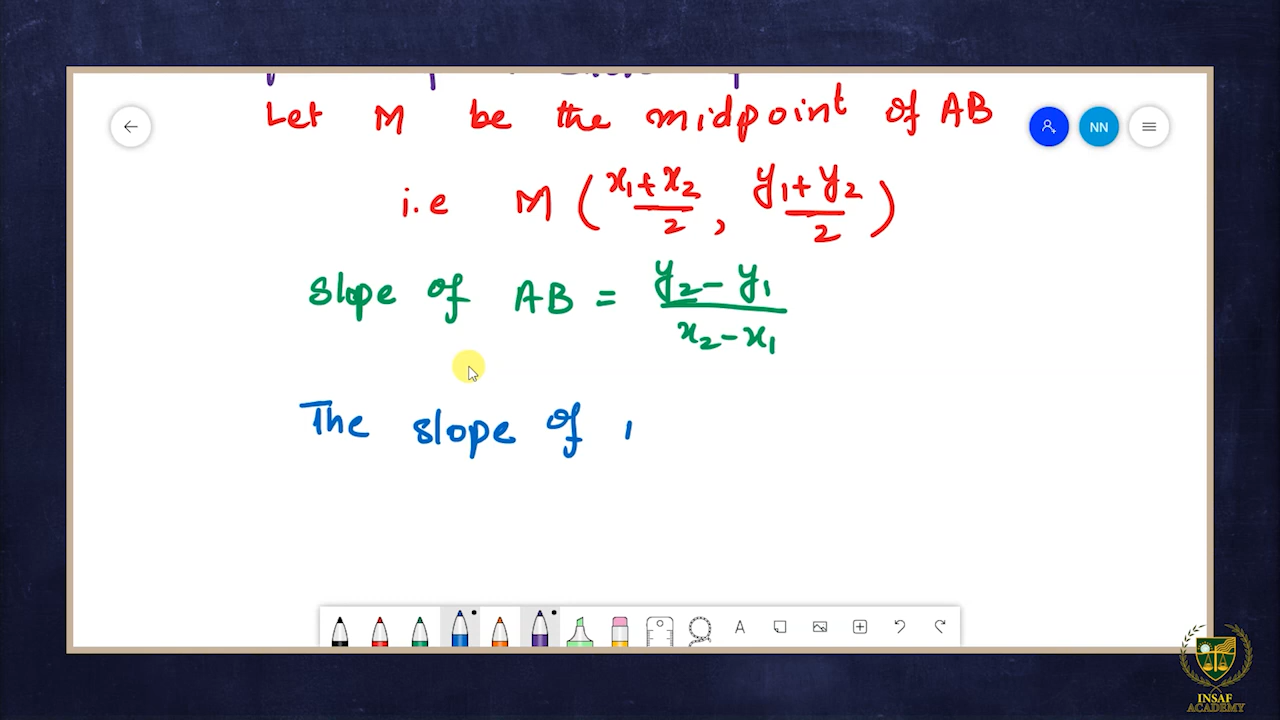 Let M be the midpoint of AB
NN
i.e M ( x₁+x₂/2 , y₁+y₂/2 )
Slope of AB = y₂-y₁/x₂-x₁
The slope of
A
INSAF
ACADEMY